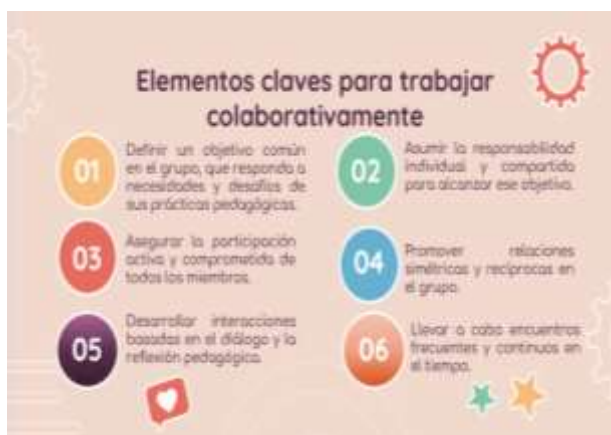 Elementos claves para trabajar
colaborativamente
01
Definir un objetivo común
en el grupo, que responda a
necesidades y desafíos de
sus prácticas pedagógicas.
02
Asumir la responsabilidad
individual y compartida
para alcanzar ese objetivo.
03
Asegurar la participación
activa y comprometida de
todos los miembros.
04
Promover relaciones
simétricas y recíprocas en
el grupo.
05
Desarrollar interacciones
basadas en el diálogo y la
reflexión pedagógica.
06
Llevar a cabo encuentros
frecuentes y continuos en
el tiempo.